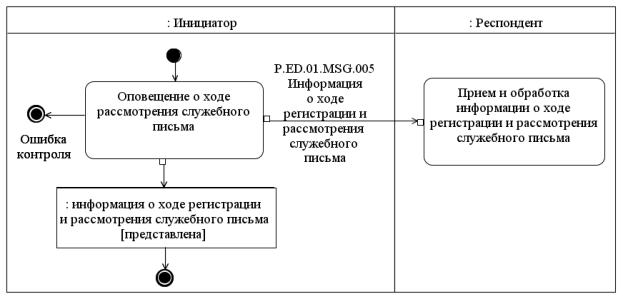 : Инициатор
: Респондент
P.ED.01.MSG.005
Информация
о ходе
регистрации и
рассмотрения
служебного
письма
Оповещение о ходе
рассмотрения служебного
письма
Прием и обработка
информации о ходе
регистрации и рассмотрения
служебного письма
Ошибка
контроля
: информация о ходе регистрации
и рассмотрения служебного письма
[представлена]